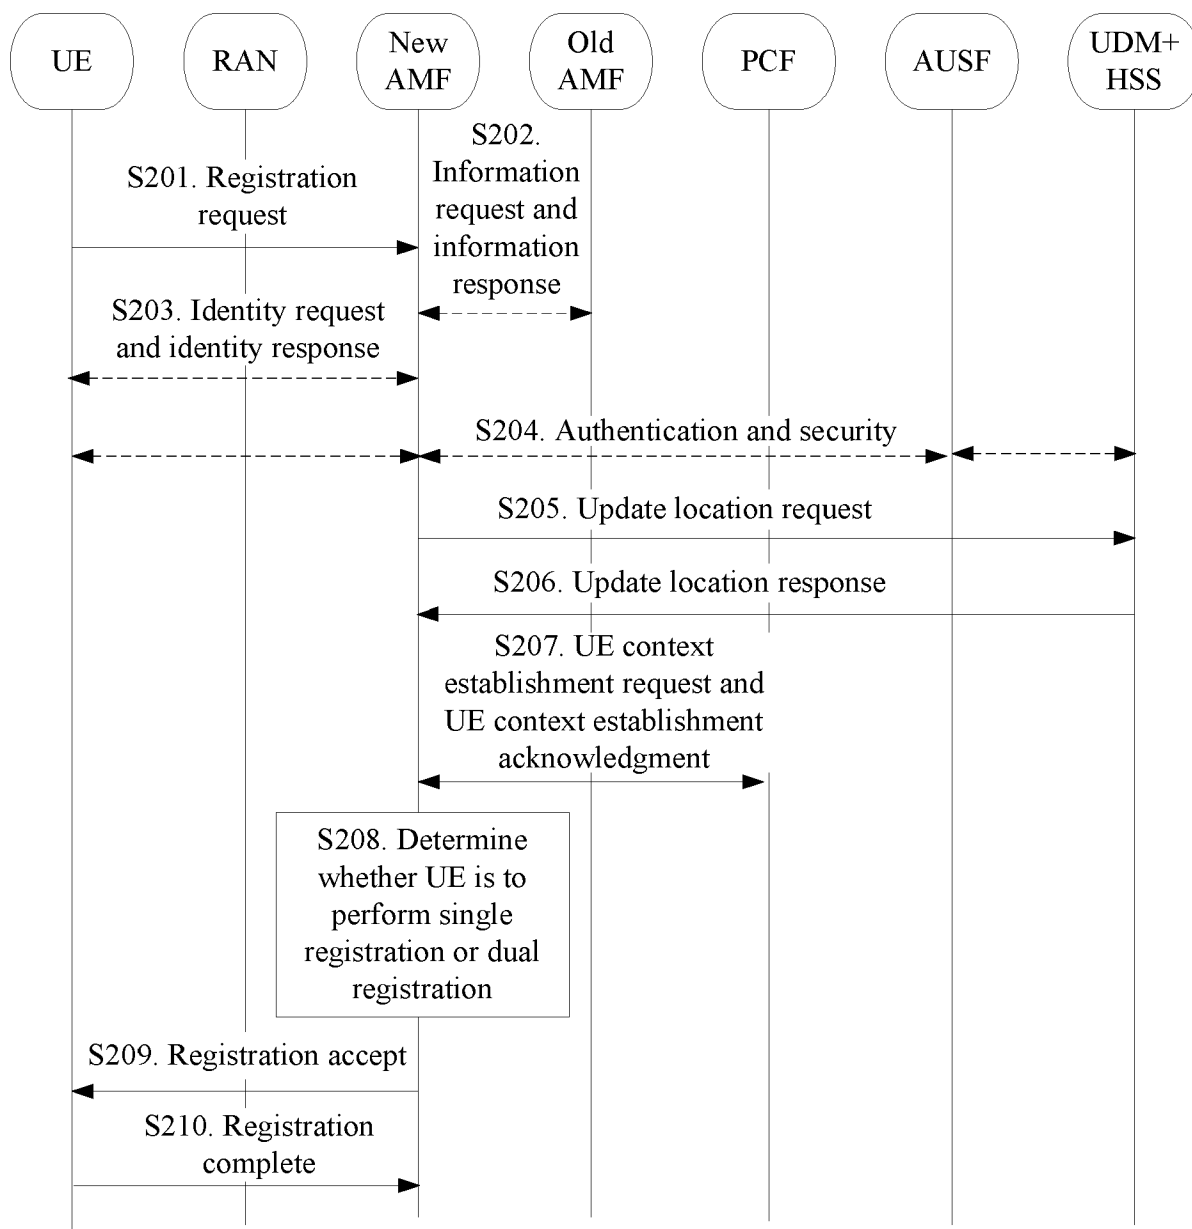 UE
RAN
New
AMF
Old
AMF
PCF
AUSF
UDM+
HSS
S201. Registration
request
S202.
Information
request and
information
response
S203. Identity request
and identity response
S204. Authentication and security
S205. Update location request
S206. Update location response
S207. UE context
establishment request and
UE context establishment
acknowledgment
S208. Determine
whether UE is to
perform single
registration or dual
registration
S209. Registration accept
S210. Registration
complete